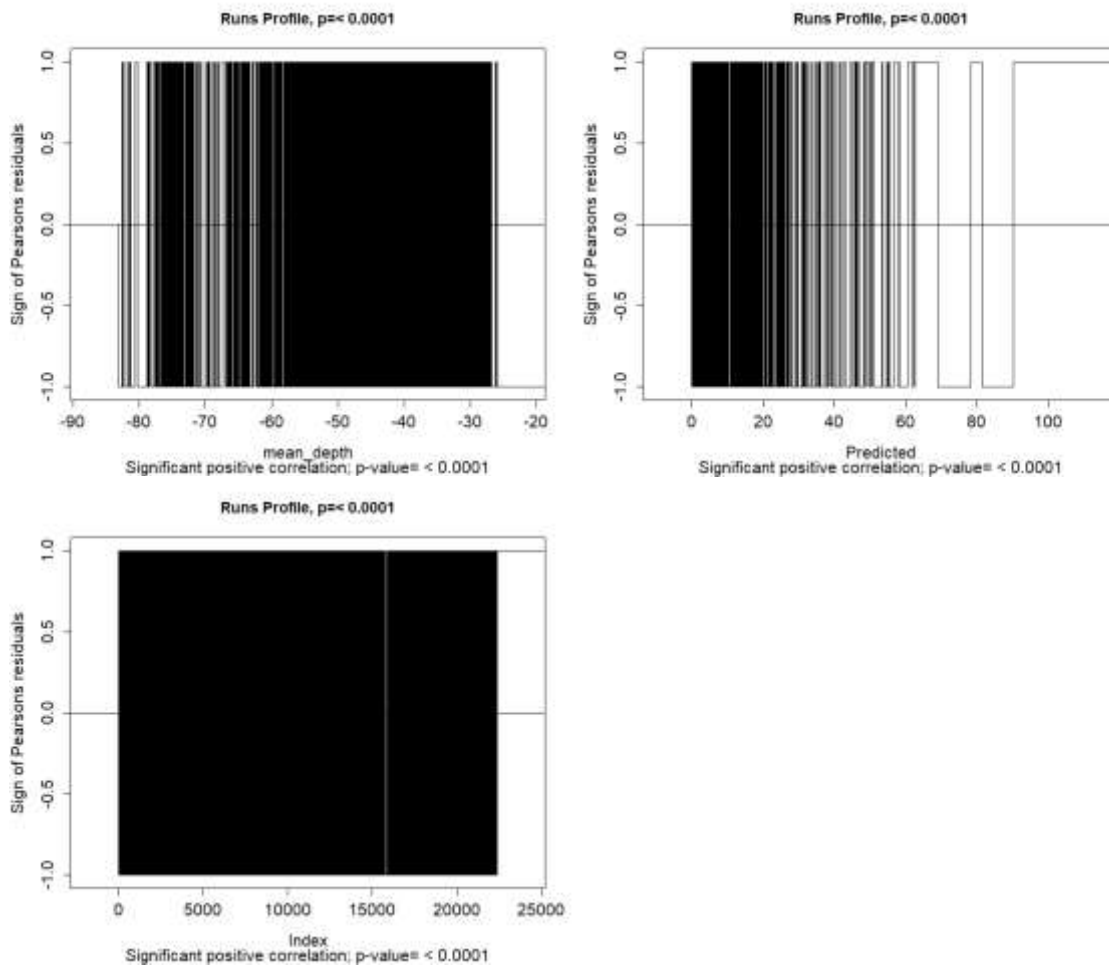 Runs Profile, p=< 0.0001
Sign of Pearsons residuals
1.0
0.5
0.0
-0.5
-1.0
-90 -80 -70 -60 -50 -40 -30 -20
mean_depth
Significant positive correlation; p-value= < 0.0001
Runs Profile, p=< 0.0001
Sign of Pearsons residuals
1.0
0.5
0.0
-0.5
-1.0
0 20 40 60 80 100
Predicted
Significant positive correlation; p-value= < 0.0001
Runs Profile, p=< 0.0001
Sign of Pearsons residuals
1.0
0.5
0.0
-0.5
-1.0
0 5000 10000 15000 20000 25000
Index
Significant positive correlation; p-value= < 0.0001